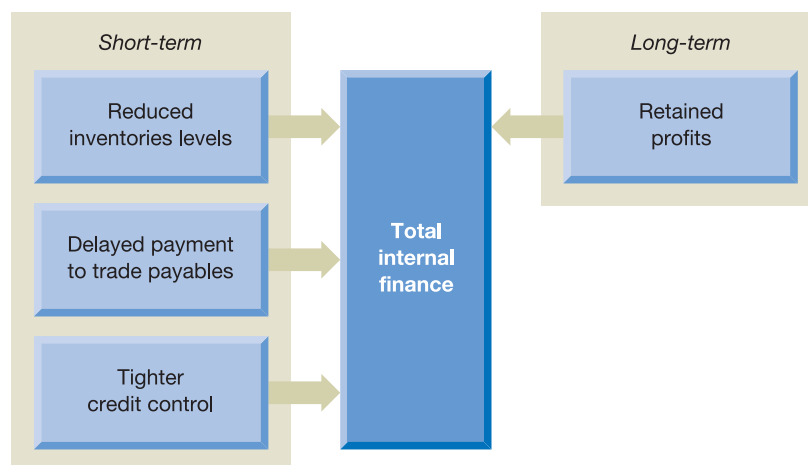 Short-term
Reduced
inventories levels
Delayed payment
to trade payables
Tighter
credit control
Total
internal
finance
Long-term
Retained
profits